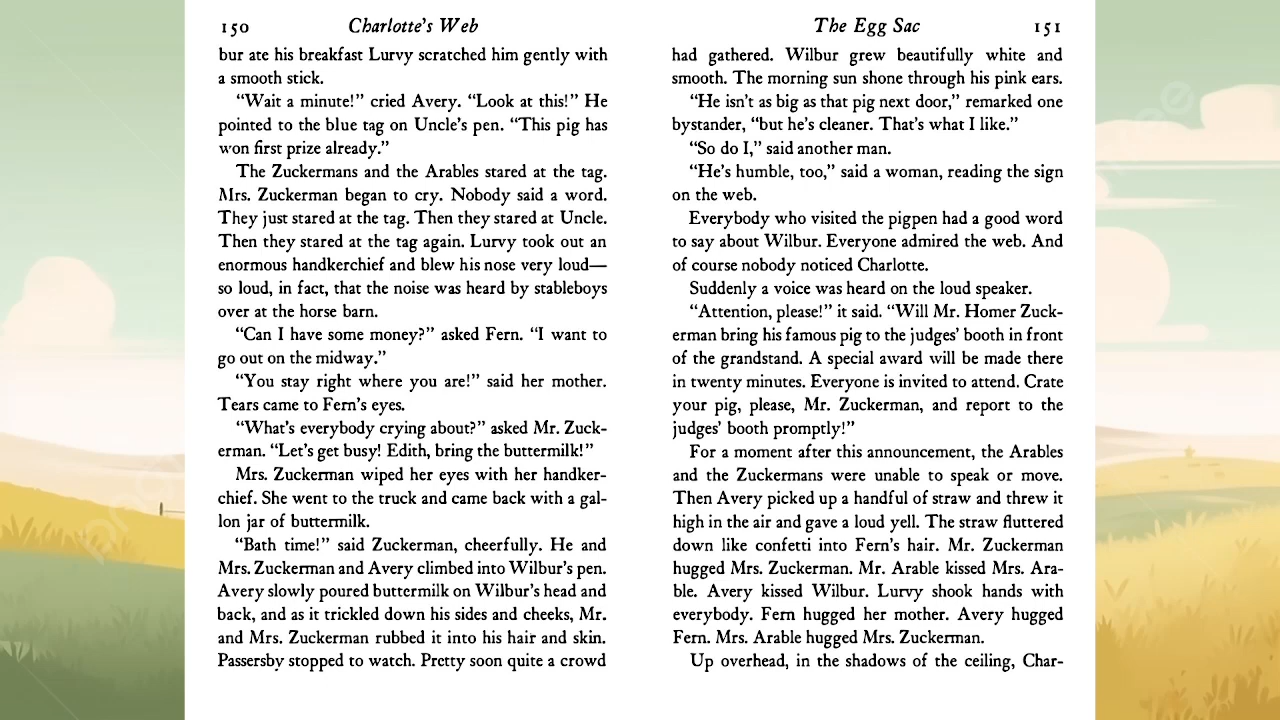 150 Charlotte's Web
bur ate his breakfast Lurvy scratched him gently with
a smooth stick.
“Wait a minute!” cried Avery. “Look at this!” He
pointed to the blue tag on Uncle's pen. “This pig has
won first prize already.”
The Zuckermans and the Arables stared at the tag.
Mrs. Zuckerman began to cry. Nobody said a word.
They just stared at the tag. Then they stared at Uncle.
Then they stared at the tag again. Lurvy took out an
enormous handkerchief and blew his nose very loud—
so loud, in fact, that the noise was heard by stableboys
over at the horse barn.
“Can I have some money?” asked Fern. “I want to
go out on the midway.”
“You stay right where you are!” said her mother.
Tears came to Fern's eyes.
“What's everybody crying about?” asked Mr. Zuck-
erman. “Let's get busy! Edith, bring the buttermilk!”
Mrs. Zuckerman wiped her eyes with her handker-
chief. She went to the truck and came back with a gal-
lon jar of buttermilk.
“Bath time!” said Zuckerman, cheerfully. He and
Mrs. Zuckerman and Avery climbed into Wilbur's pen.
Avery slowly poured buttermilk on Wilbur's head and
back, and as it trickled down his sides and cheeks, Mr.
and Mrs. Zuckerman rubbed it into his hair and skin.
Passersby stopped to watch. Pretty soon quite a crowd
The Egg Sac 151
had gathered. Wilbur grew beautifully white and
smooth. The morning sun shone through his pink ears.
“He isn't as big as that pig next door,” remarked one
bystander, “but he's cleaner. That's what I like.”
“So do I,” said another man.
“He's humble, too,” said a woman, reading the sign
on the web.
Everybody who visited the pigpen had a good word
to say about Wilbur. Everyone admired the web. And
of course nobody noticed Charlotte.
Suddenly a voice was heard on the loud speaker.
“Attention, please!” it said. “Will Mr. Homer Zuck-
erman bring his famous pig to the judges' booth in front
of the grandstand. A special award will be made there
in twenty minutes. Everyone is invited to attend. Crate
your pig, please, Mr. Zuckerman, and report to the
judges' booth promptly!”
For a moment after this announcement, the Arables
and the Zuckermans were unable to speak or move.
Then Avery picked up a handful of straw and threw it
high in the air and gave a loud yell. The straw fluttered
down like confetti into Fern's hair. Mr. Zuckerman
hugged Mrs. Zuckerman. Mr. Arable kissed Mrs. Ara-
ble. Avery kissed Wilbur. Lurvy shook hands with
everybody. Fern hugged her mother. Avery hugged
Fern. Mrs. Arable hugged Mrs. Zuckerman.
Up overhead, in the shadows of the ceiling, Char-